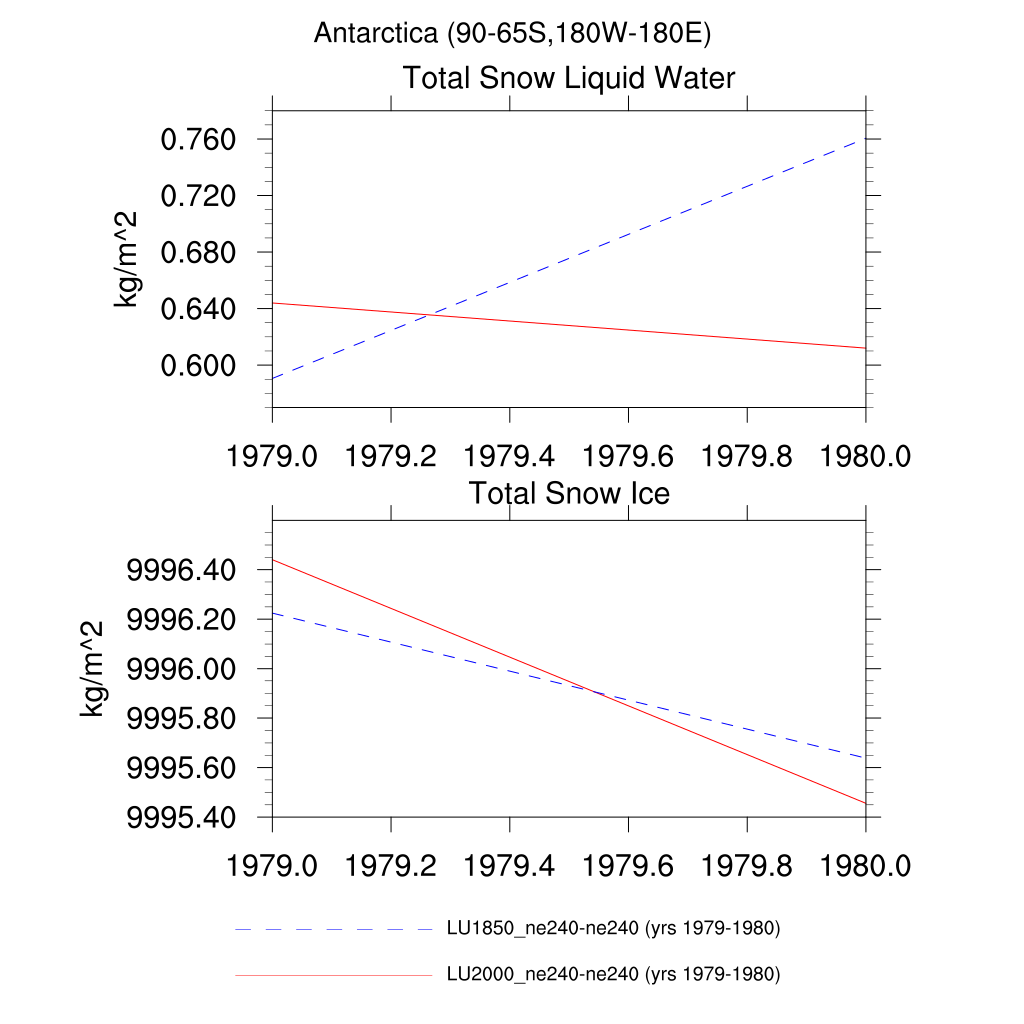 Antarctica (90-65S,180W-180E)
Total Snow Liquid Water
0.760
0.720
0.680
0.640
0.600
kg/m^2
1979.0 1979.2 1979.4 1979.6 1979.8 1980.0
Total Snow Ice
9996.40
9996.20
9996.00
9995.80
9995.60
9995.40
kg/m^2
1979.0 1979.2 1979.4 1979.6 1979.8 1980.0
LU1850_ne240-ne240 (yrs 1979-1980)
LU2000_ne240-ne240 (yrs 1979-1980)